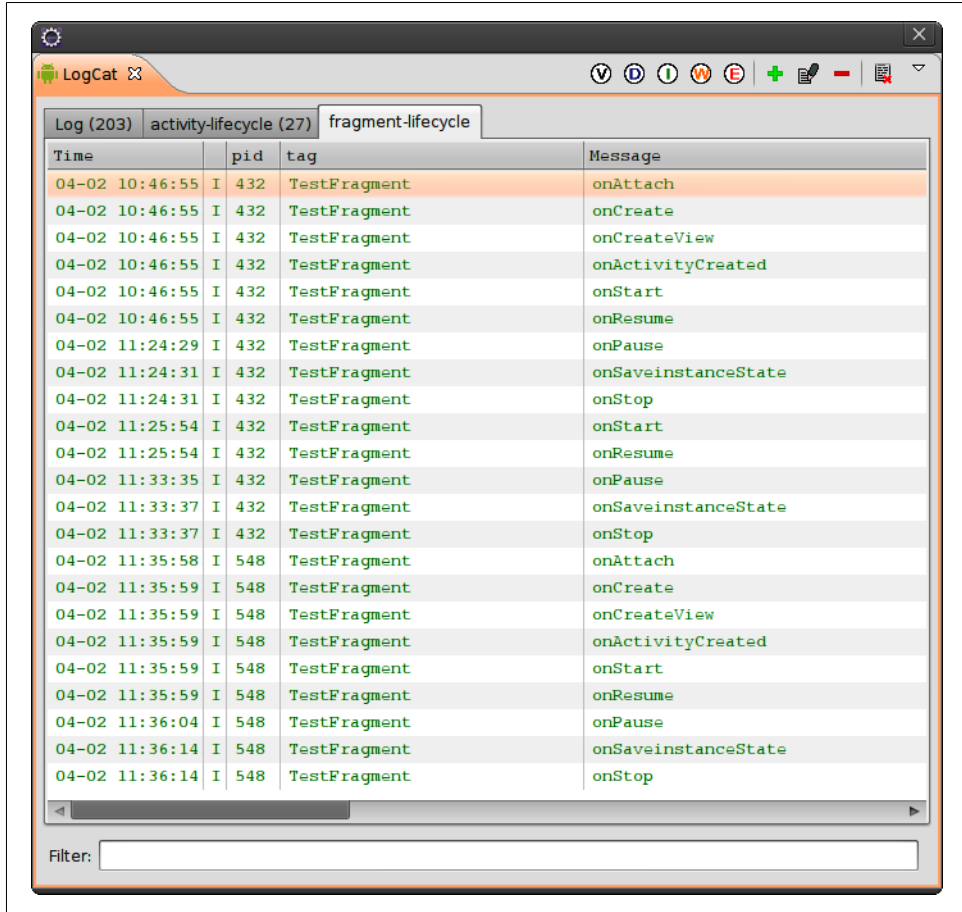 LogCat
V D I W E
Log (203) activity-lifecycle (27) fragment-lifecycle
Time pid tag Message
04-02 10:46:55 I 432 TestFragment onAttach
04-02 10:46:55 I 432 TestFragment onCreate
04-02 10:46:55 I 432 TestFragment onCreateView
04-02 10:46:55 I 432 TestFragment onActivityCreated
04-02 10:46:55 I 432 TestFragment onStart
04-02 10:46:55 I 432 TestFragment onResume
04-02 11:24:29 I 432 TestFragment onPause
04-02 11:24:31 I 432 TestFragment onSaveinstanceState
04-02 11:24:31 I 432 TestFragment onStop
04-02 11:25:54 I 432 TestFragment onStart
04-02 11:25:54 I 432 TestFragment onResume
04-02 11:33:35 I 432 TestFragment onPause
04-02 11:33:37 I 432 TestFragment onSaveinstanceState
04-02 11:33:37 I 432 TestFragment onStop
04-02 11:35:58 I 548 TestFragment onAttach
04-02 11:35:59 I 548 TestFragment onCreate
04-02 11:35:59 I 548 TestFragment onCreateView
04-02 11:35:59 I 548 TestFragment onActivityCreated
04-02 11:35:59 I 548 TestFragment onStart
04-02 11:35:59 I 548 TestFragment onResume
04-02 11:36:04 I 548 TestFragment onPause
04-02 11:36:14 I 548 TestFragment onSaveinstanceState
04-02 11:36:14 I 548 TestFragment onStop
Filter: